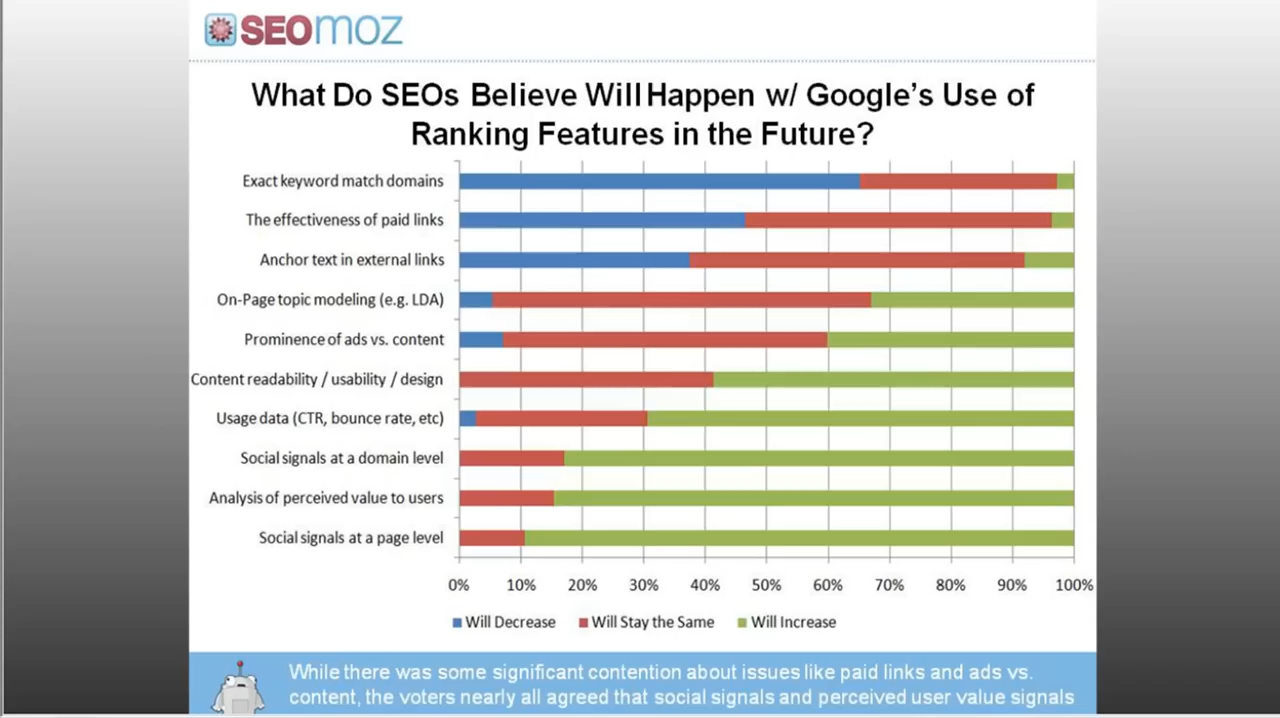 SEOmoz
What Do SEOs Believe Will Happen w/ Google's Use of
Ranking Features in the Future?
Exact keyword match domains
The effectiveness of paid links
Anchor text in external links
On-Page topic modeling (e.g. LDA)
Prominence of ads vs. content
Content readability / usability / design
Usage data (CTR, bounce rate, etc)
Social signals at a domain level
Analysis of perceived value to users
Social signals at a page level
0% 10% 20% 30% 40% 50% 60% 70% 80% 90% 100%
Will Decrease Will Stay the Same Will Increase
While there was some significant contention about issues like paid links and ads vs.
content, the voters nearly all agreed that social signals and perceived user value signals